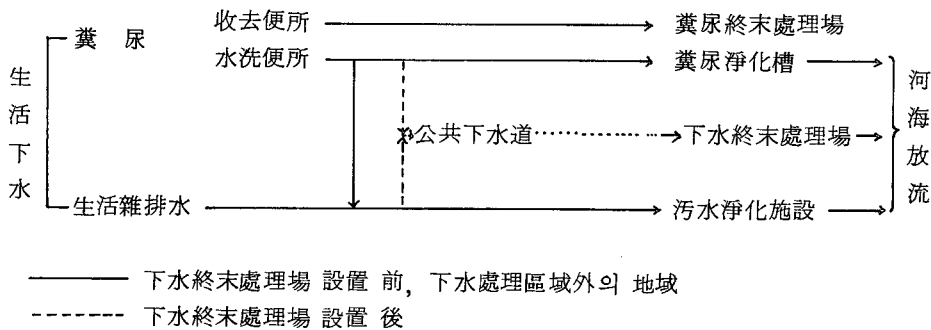 收去便所 糞尿終末處理場
糞 尿
水洗便所 糞尿淨化槽
生活下水
公共下水道 下水終末處理場
河海放流
生活雜排水 汚水淨化施設
下水終末處理場 設置 前, 下水處理區域外의 地域
下水終末處理場 設置 後